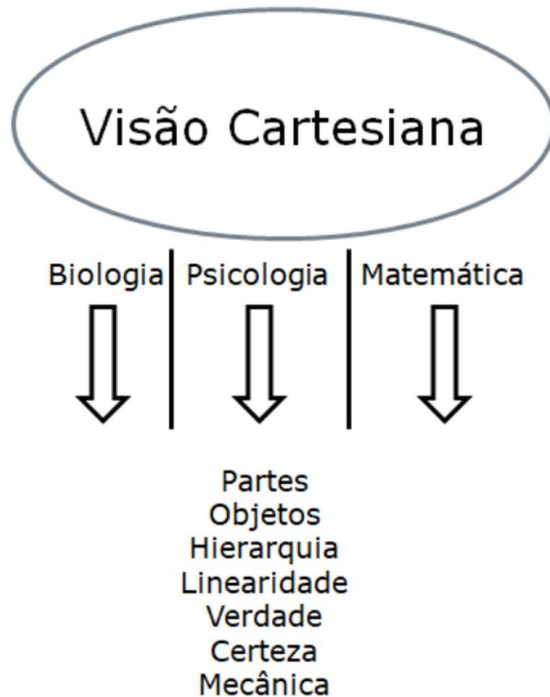 Visão Cartesiana
Biologia Psicologia Matemática
Partes
Objetos
Hierarquia
Linearidade
Verdade
Certeza
Mecânica